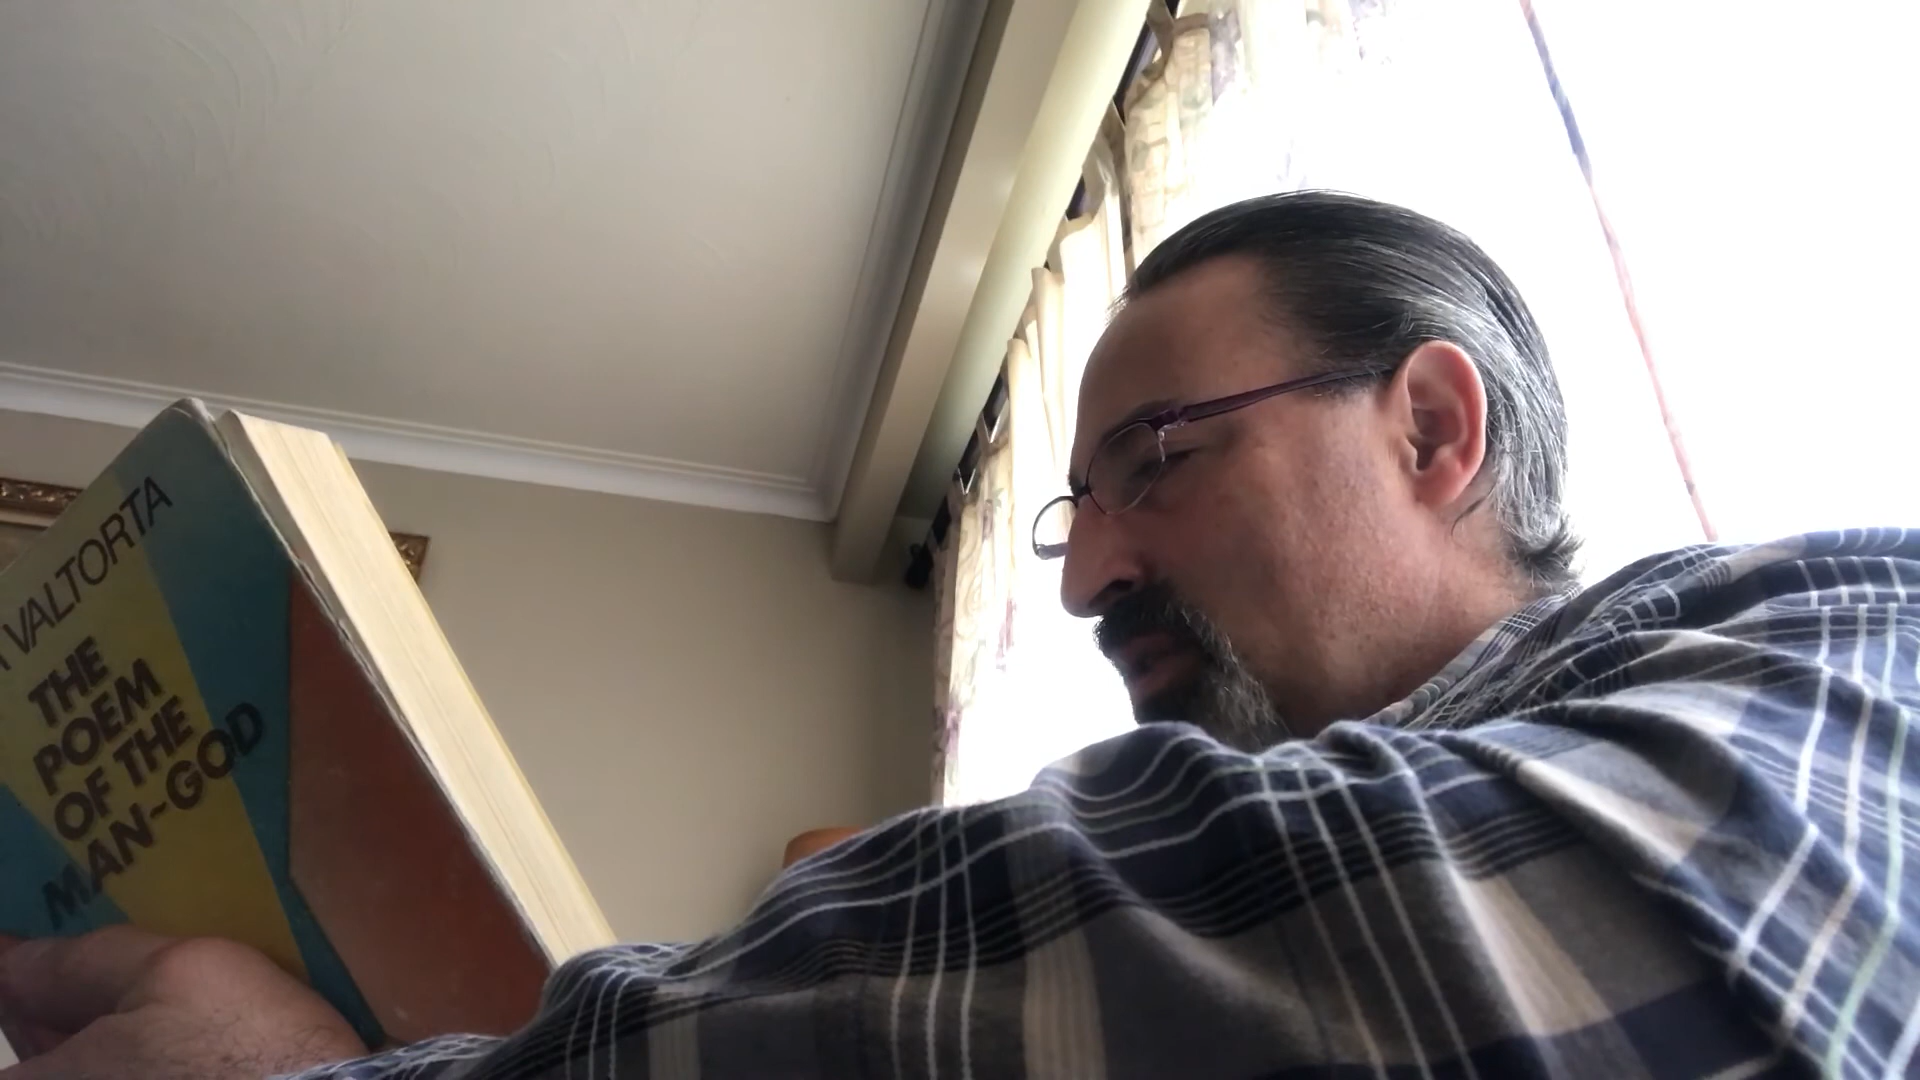 VALTORTA
THE
POEM
OF THE
MAN-GOD